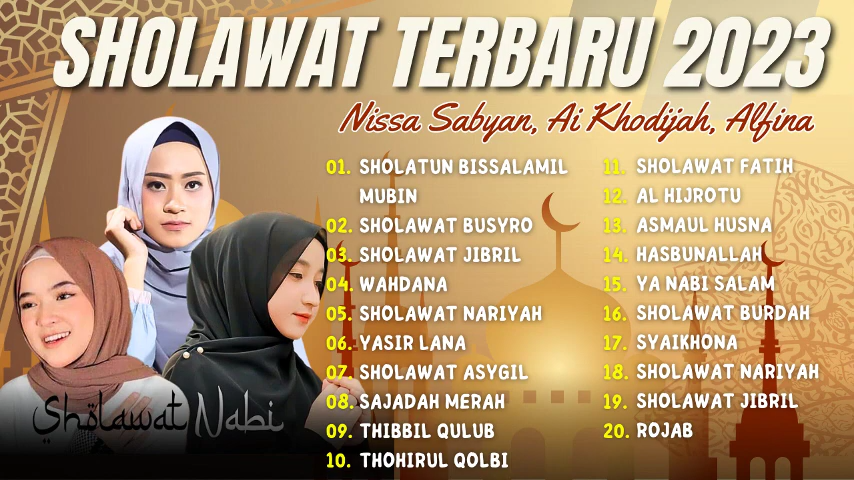 SHOLAWAT TERBARU 2023
Nissa Sabyan, Ai Khodijah, Alfina
01. SHOLATUN BISSALAMIL
MUBIN
02. SHOLAWAT BUSYRO
03. SHOLAWAT JIBRIL
04. WAHDANA
05. SHOLAWAT NARIYAH
06. YASIR LANA
07. SHOLAWAT ASYGIL
08. SAJADAH MERAH
09. THIBBIL QULUB
10. THOHIRUL QOLBI
11. SHOLAWAT FATIH
12. AL HIJROTU
13. ASMAUL HUSNA
14. HASBUNALLAH
15. YA NABI SALAM
16. SHOLAWAT BURDAH
17. SYAIKHONA
18. SHOLAWAT NARIYAH
19. SHOLAWAT JIBRIL
20. ROJAB
Sholawat Nabi